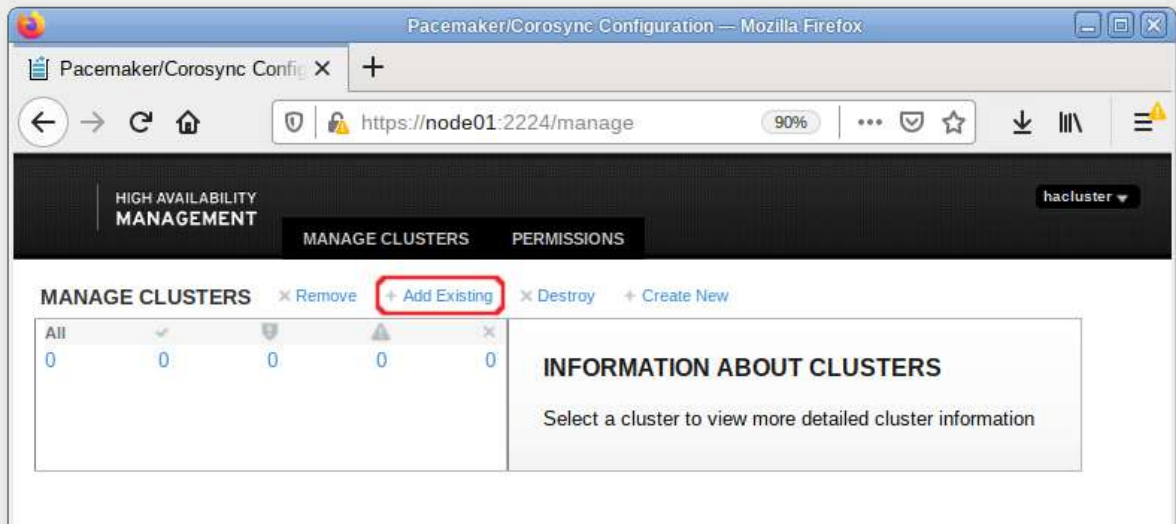 Pacemaker/Corosync Configuration — Mozilla Firefox
Pacemaker/Corosync Config
https://node01:2224/manage
90%
HIGH AVAILABILITY
MANAGEMENT
hacluster
MANAGE CLUSTERS PERMISSIONS
MANAGE CLUSTERS × Remove + Add Existing × Destroy + Create New
All
0 0 0 0 0
INFORMATION ABOUT CLUSTERS
Select a cluster to view more detailed cluster information